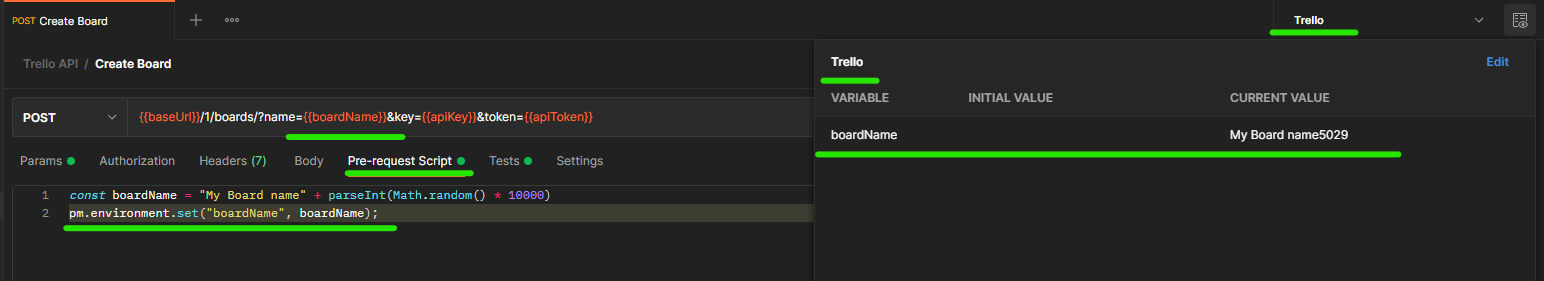 POST Create Board
Trello
Trello API / Create Board
Trello Edit
VARIABLE INITIAL VALUE CURRENT VALUE
POST {{baseUrl}}/1/boards/?name={{boardName}}&key={{apiKey}}&token={{apiToken}}
boardName My Board name5029
Params Authorization Headers (7) Body Pre-request Script Tests Settings
1 const boardName = "My Board name" + parseInt(Math.random() * 10000)
2 pm.environment.set("boardName", boardName);